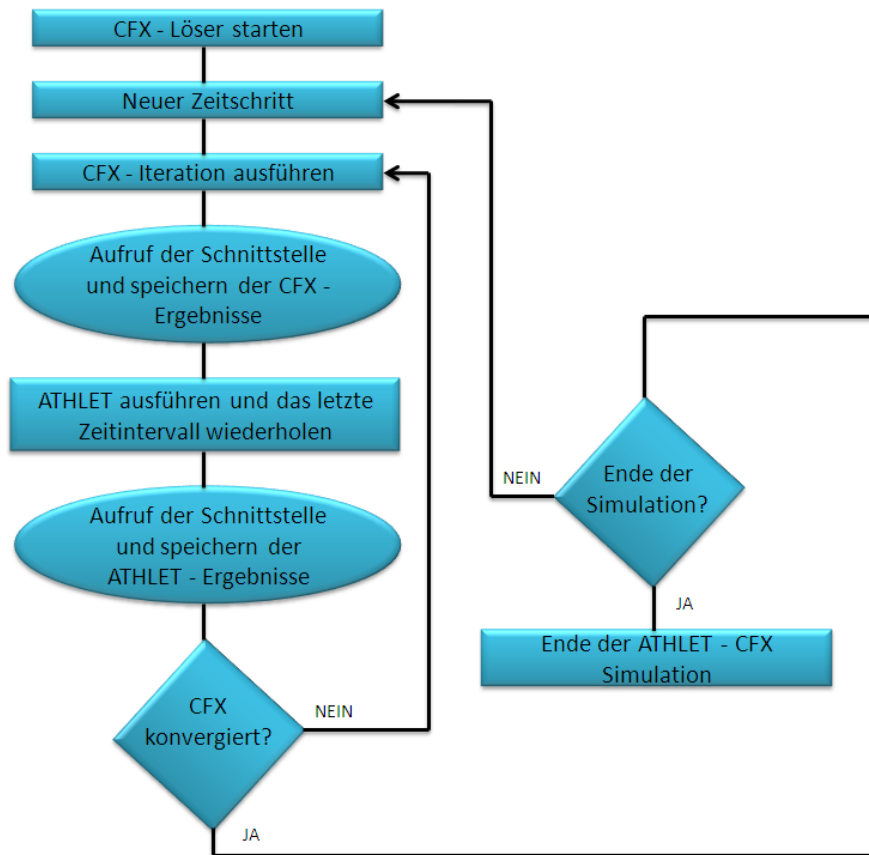 CFX - Löser starten
Neuer Zeitschritt
CFX - Iteration ausführen
Aufruf der Schnittstelle
und speichern der CFX -
Ergebnisse
ATHLET ausführen und das letzte
Zeitintervall wiederholen
Aufruf der Schnittstelle
und speichern der
ATHLET - Ergebnisse
CFX
konvergiert?
NEIN
JA
Ende der
Simulation?
NEIN
JA
Ende der ATHLET - CFX
Simulation